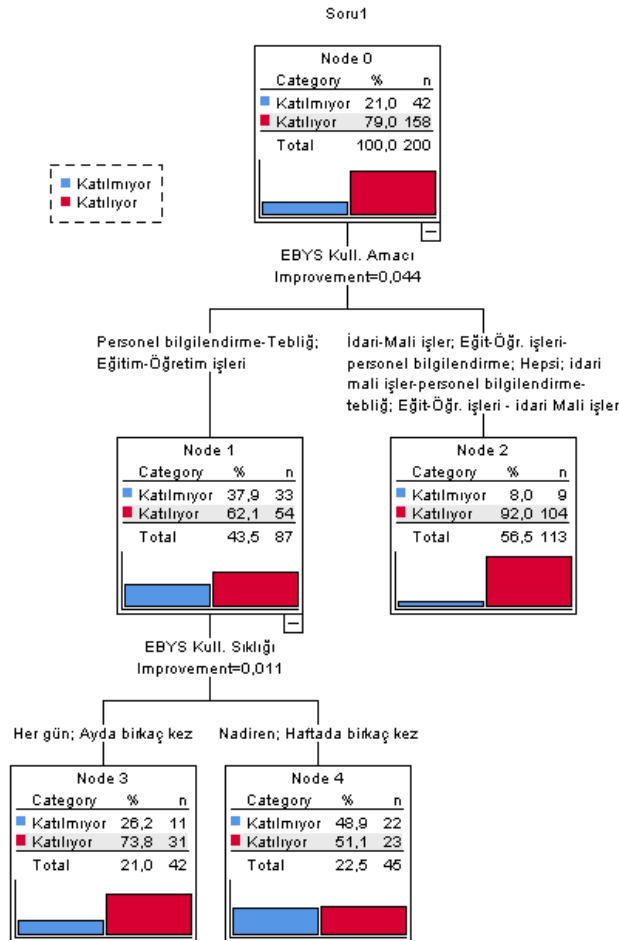 Soru1
Node 0
Category % n
Katılmıyor 21,0 42
Katılıyor 79,0 158
Total 100,0 200
Katılmıyor
Katılıyor
EBYS Kull. Amacı
Improvement=0,044
Personel bilgilendirme-Tebliğ;
Eğitim-Öğretim işleri
İdari-Mali işler; Eğit-Öğr. işleri-
personel bilgilendirme; Hepsi; idari
mali işler-personel bilgilendirme-
tebliğ; Eğit-Öğr. işleri - idari Mali işler
Node 1
Category % n
Katılmıyor 37,9 33
Katılıyor 62,1 54
Total 43,5 87
Node 2
Category % n
Katılmıyor 8,0 9
Katılıyor 92,0 104
Total 56,5 113
EBYS Kull. Sıklığı
Improvement=0,011
Her gün; Ayda birkaç kez
Nadiren; Haftada birkaç kez
Node 3
Category % n
Katılmıyor 26,2 11
Katılıyor 73,8 31
Total 21,0 42
Node 4
Category % n
Katılmıyor 48,9 22
Katılıyor 51,1 23
Total 22,5 45